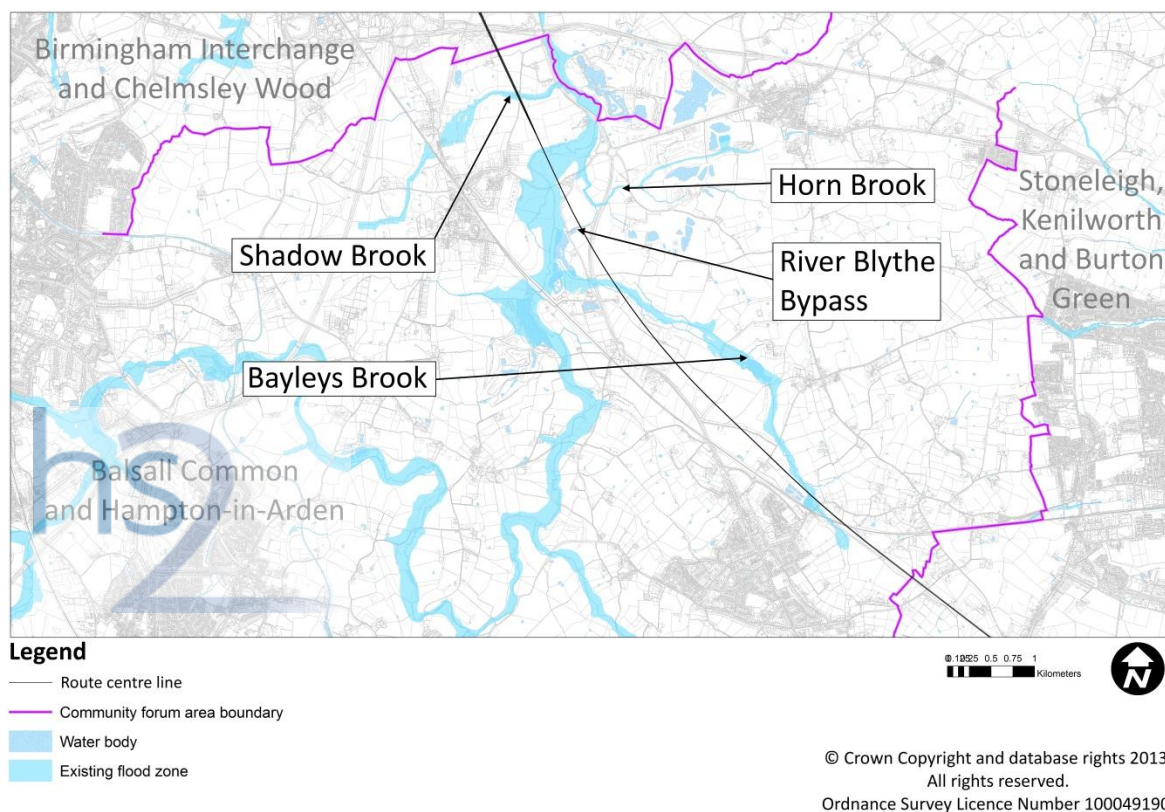 Birmingham Interchange
and Chelmsley Wood
Horn Brook
Stoneleigh,
Kenilworth
and Burton
Green
Shadow Brook
River Blythe
Bypass
Bayleys Brook
hs2
Balsall Common
and Hampton-in-Arden
Legend
Route centre line
Community forum area boundary
Water body
Existing flood zone
0.5 0.75 1
Kilometers
N
© Crown Copyright and database rights 2013
All rights reserved.
Ordnance Survey Licence Number 100049190